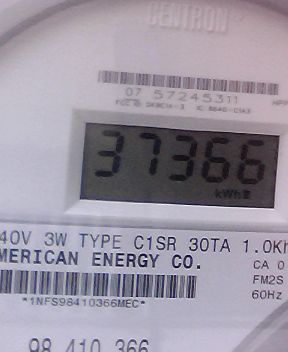 CENTRON®
07 57245311
37366
kWh
40V 3W TYPE C1SR 30TA 1.0Kh
MERICAN ENERGY CO.
CA 0
FM2S
60Hz
*1NFS98410366MEC*
98 410 366